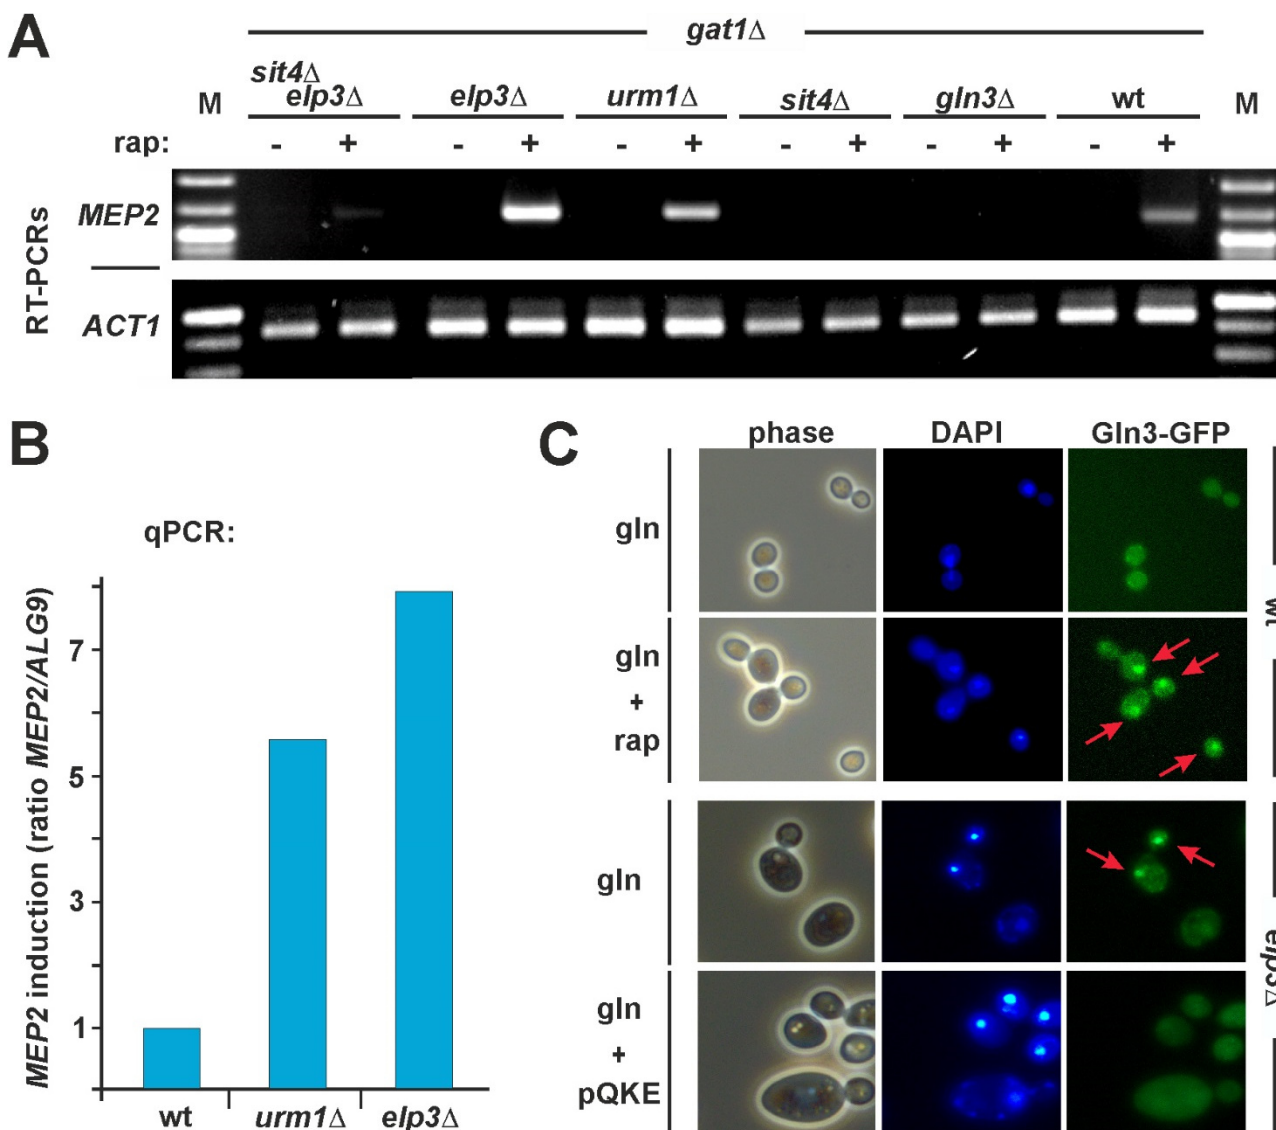 A
gat1Δ
sit4Δ
M elp3Δ elp3Δ urm1Δ sit4Δ gln3Δ wt M
rap: - + - + - + - + - + - +
RT-PCRs
MEP2
ACT1
B
qPCR:
MEP2 induction (ratio MEP2/ALG9)
7
5
3
1
wt urm1Δ elp3Δ
C
phase DAPI Gln3-GFP
gln
gln
+
rap
wt
gln
gln
+
pQKE
elp3Δ